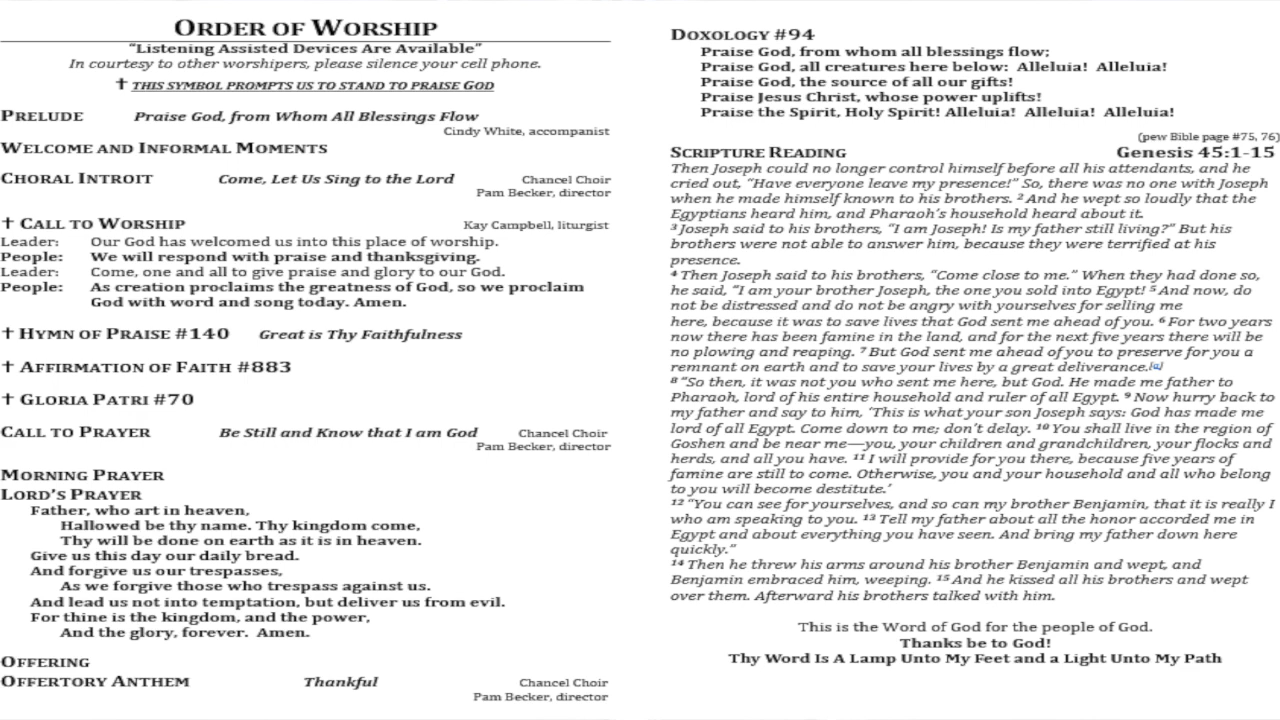 ORDER OF WORSHIP
“Listening Assisted Devices Are Available”
In courtesy to other worshipers, please silence your cell phone.
† THIS SYMBOL PROMPTS US TO STAND TO PRAISE GOD
PRELUDE Praise God, from Whom All Blessings Flow
Cindy White, accompanist
WELCOME AND INFORMAL MOMENTS
CHORAL INTROIT Come, Let Us Sing to the Lord Chancel Choir
Pam Becker, director
† CALL TO WORSHIP Kay Campbell, liturgist
Leader: Our God has welcomed us into this place of worship.
People: We will respond with praise and thanksgiving.
Leader: Come, one and all to give praise and glory to our God.
People: As creation proclaims the greatness of God, so we proclaim
God with word and song today. Amen.
† HYMN OF PRAISE #140 Great is Thy Faithfulness
† AFFIRMATION OF FAITH #883
† GLORIA PATRI #70
CALL TO PRAYER Be Still and Know that I am God Chancel Choir
Pam Becker, director
MORNING PRAYER
LORD’S PRAYER
Father, who art in heaven,
Hallowed be thy name. Thy kingdom come,
Thy will be done on earth as it is in heaven.
Give us this day our daily bread.
And forgive us our trespasses,
As we forgive those who trespass against us.
And lead us not into temptation, but deliver us from evil.
For thine is the kingdom, and the power,
And the glory, forever. Amen.
OFFERING
OFFERTORY ANTHEM Thankful Chancel Choir
Pam Becker, director
DOXOLOGY #94
Praise God, from whom all blessings flow;
Praise God, all creatures here below: Alleluia! Alleluia!
Praise God, the source of all our gifts!
Praise Jesus Christ, whose power uplifts!
Praise the Spirit, Holy Spirit! Alleluia! Alleluia! Alleluia!
(pew Bible page #75, 76)
SCRIPTURE READING Genesis 45:1-15
Then Joseph could no longer control himself before all his attendants, and he
cried out, “Have everyone leave my presence!” So, there was no one with Joseph
when he made himself known to his brothers. 2 And he wept so loudly that the
Egyptians heard him, and Pharaoh’s household heard about it.
3 Joseph said to his brothers, “I am Joseph! Is my father still living?” But his
brothers were not able to answer him, because they were terrified at his
presence.
4 Then Joseph said to his brothers, “Come close to me.” When they had done so,
he said, “I am your brother Joseph, the one you sold into Egypt! 5 And now, do
not be distressed and do not be angry with yourselves for selling me
here, because it was to save lives that God sent me ahead of you. 6 For two years
now there has been famine in the land, and for the next five years there will be
no plowing and reaping. 7 But God sent me ahead of you to preserve for you a
remnant on earth and to save your lives by a great deliverance.[a]
8 “So then, it was not you who sent me here, but God. He made me father to
Pharaoh, lord of his entire household and ruler of all Egypt. 9 Now hurry back to
my father and say to him, ‘This is what your son Joseph says: God has made me
lord of all Egypt. Come down to me; don’t delay. 10 You shall live in the region of
Goshen and be near me—you, your children and grandchildren, your flocks and
herds, and all you have. 11 I will provide for you there, because five years of
famine are still to come. Otherwise, you and your household and all who belong
to you will become destitute.’
12 “You can see for yourselves, and so can my brother Benjamin, that it is really I
who am speaking to you. 13 Tell my father about all the honor accorded me in
Egypt and about everything you have seen. And bring my father down here
quickly.”
14 Then he threw his arms around his brother Benjamin and wept, and
Benjamin embraced him, weeping. 15 And he kissed all his brothers and wept
over them. Afterward his brothers talked with him.
This is the Word of God for the people of God.
Thanks be to God!
Thy Word Is A Lamp Unto My Feet and a Light Unto My Path